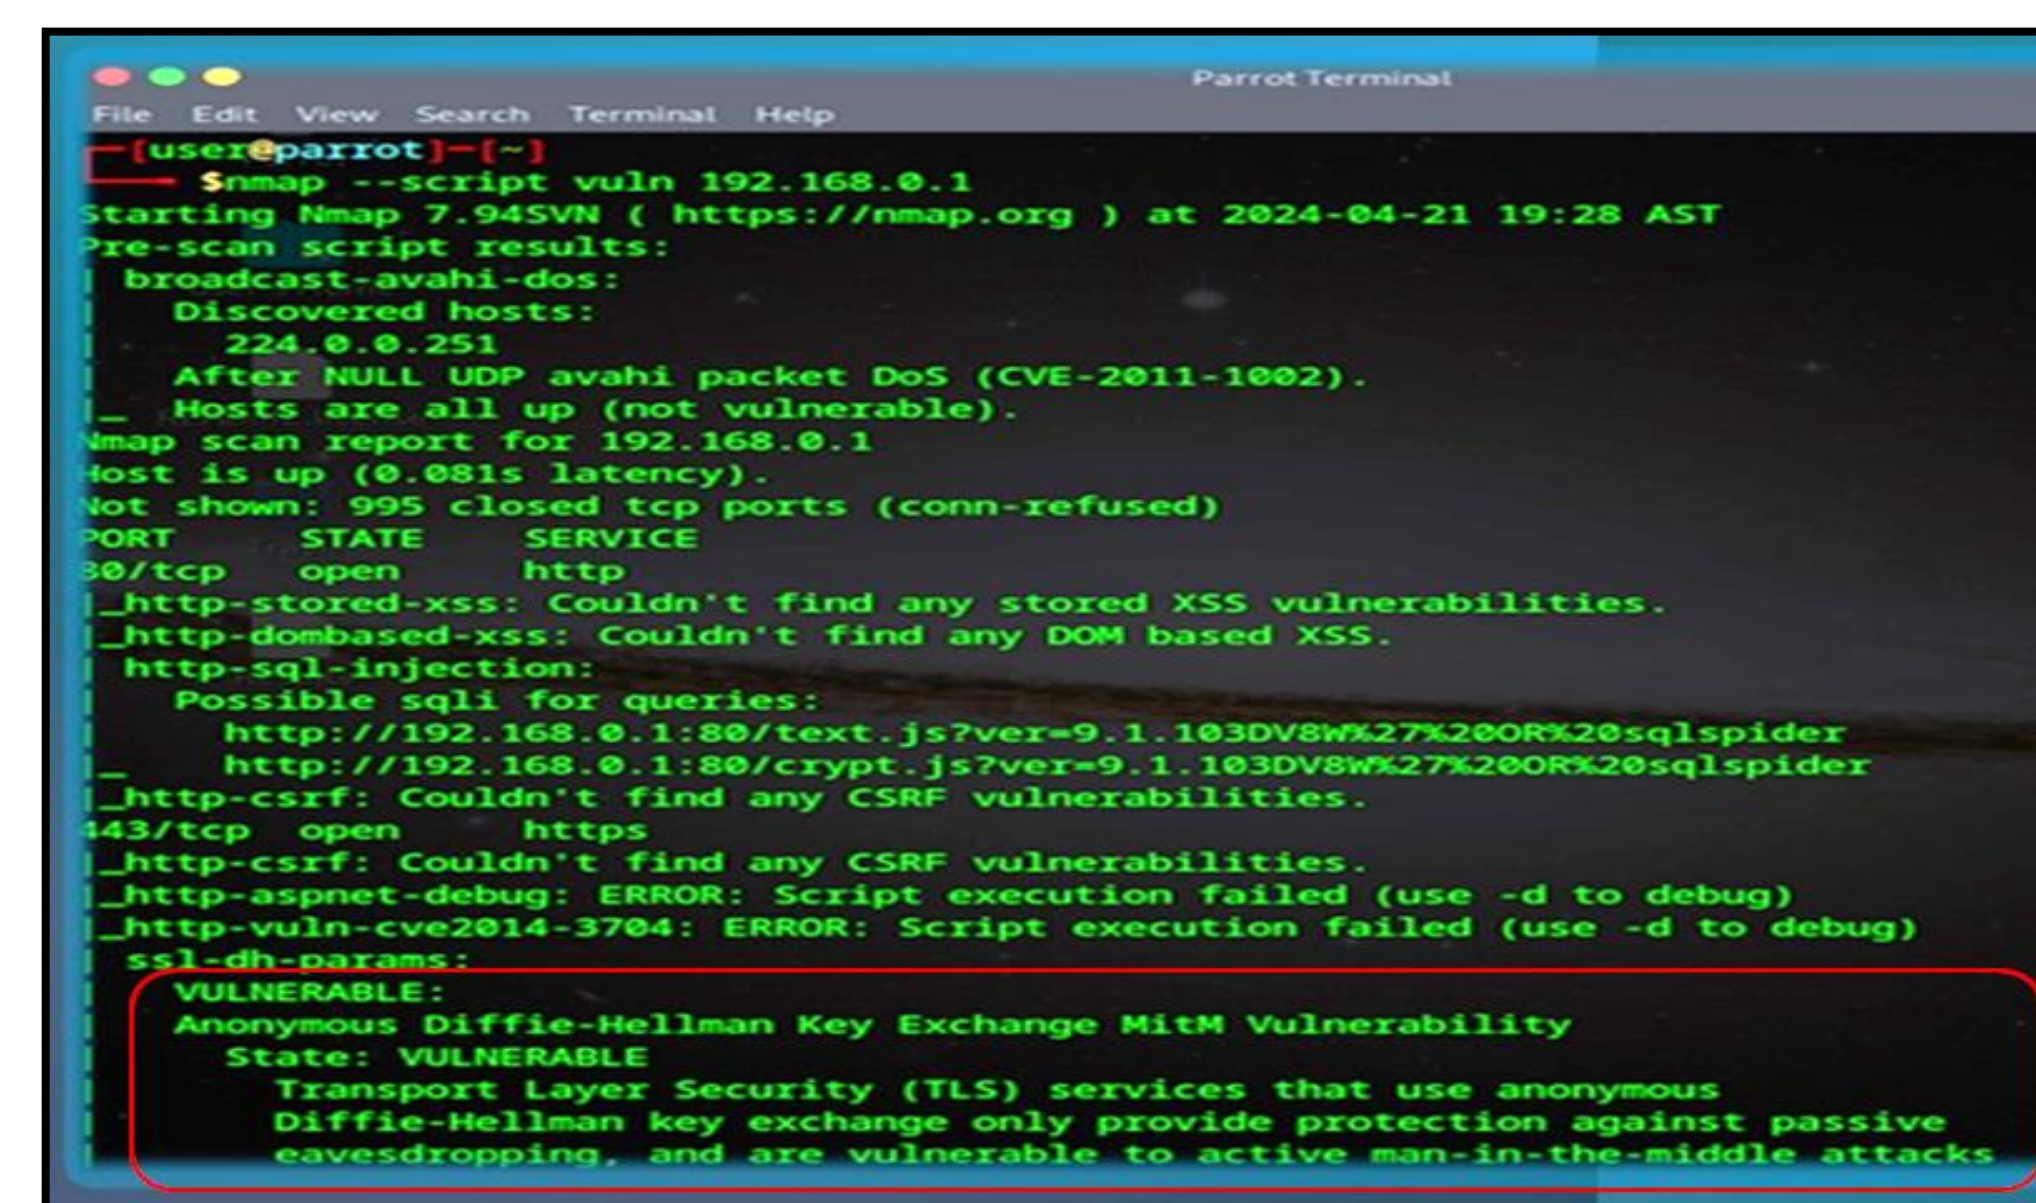 Parrot Terminal
File Edit View Search Terminal Help
[user@parrot]-[~]
$nmap --script vuln 192.168.0.1
Starting Nmap 7.94SVN ( https://nmap.org ) at 2024-04-21 19:28 AST
Pre-scan script results:
| broadcast-avahi-dos:
|   Discovered hosts:
|     224.0.0.251
|   After NULL UDP avahi packet DoS (CVE-2011-1002).
|_  Hosts are all up (not vulnerable).
Nmap scan report for 192.168.0.1
Host is up (0.081s latency).
Not shown: 995 closed tcp ports (conn-refused)
PORT     STATE    SERVICE
80/tcp   open     http
|_http-stored-xss: Couldn't find any stored XSS vulnerabilities.
|_http-dombased-xss: Couldn't find any DOM based XSS.
| http-sql-injection:
|   Possible sqli for queries:
|     http://192.168.0.1:80/text.js?ver=9.1.103DV8W%27%20OR%20sqlspider
|_    http://192.168.0.1:80/crypt.js?ver=9.1.103DV8W%27%20OR%20sqlspider
|_http-csrf: Couldn't find any CSRF vulnerabilities.
443/tcp  open     https
|_http-csrf: Couldn't find any CSRF vulnerabilities.
|_http-aspnet-debug: ERROR: Script execution failed (use -d to debug)
|_http-vuln-cve2014-3704: ERROR: Script execution failed (use -d to debug)
| ssl-dh-params:
|   VULNERABLE:
|   Anonymous Diffie-Hellman Key Exchange MitM Vulnerability
|     State: VULNERABLE
|       Transport Layer Security (TLS) services that use anonymous
|       Diffie-Hellman key exchange only provide protection against passive
|       eavesdropping, and are vulnerable to active man-in-the-middle attacks